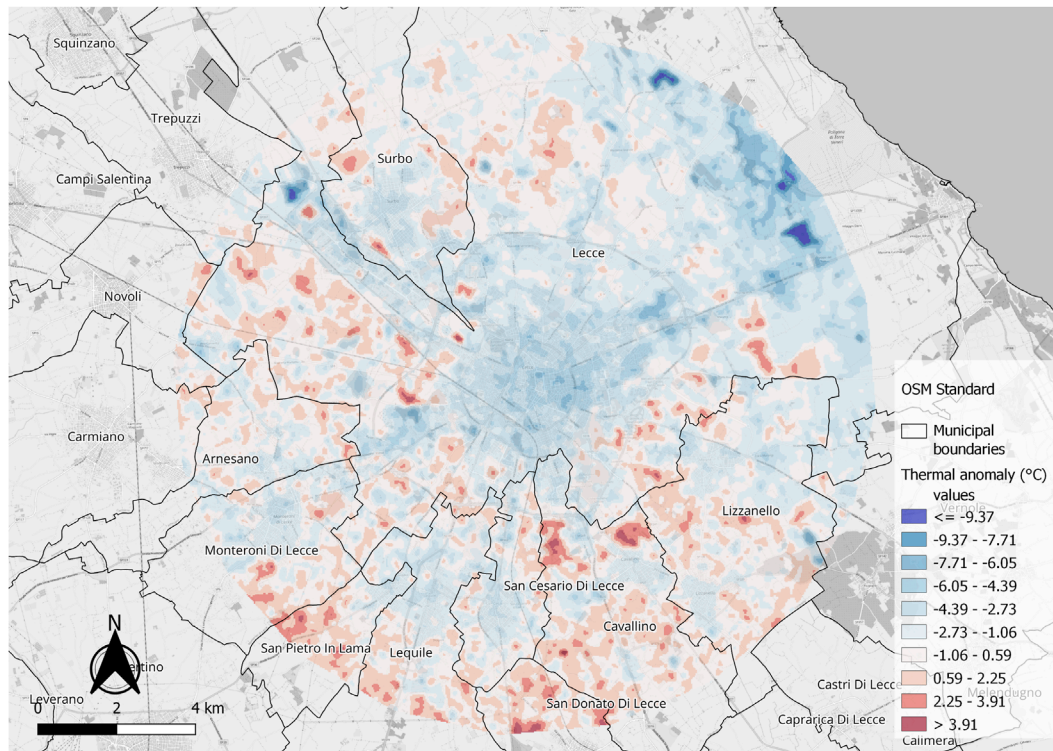 Squinzano
Trepuzzi
Surbo
Campi Salentina
Lecce
Novoli
OSM Standard
Municipal
boundaries
Carmiano
Arnesano
Thermal anomaly (°C)
values
Lizzanello
Vernole
<= -9.37
-9.37 - -7.71
Monteroni Di Lecce
-7.71 - -6.05
San Cesario Di Lecce
-6.05 - -4.39
-4.39 - -2.73
Cavallino
-2.73 - -1.06
N
San Pietro In Lama
Lequile
-1.06 - 0.59
0.59 - 2.25
Castri Di Lecce
Melendugno
Leverano
San Donato Di Lecce
2.25 - 3.91
0 2 4 km
Caprarica Di Lecce
> 3.91
Calimera